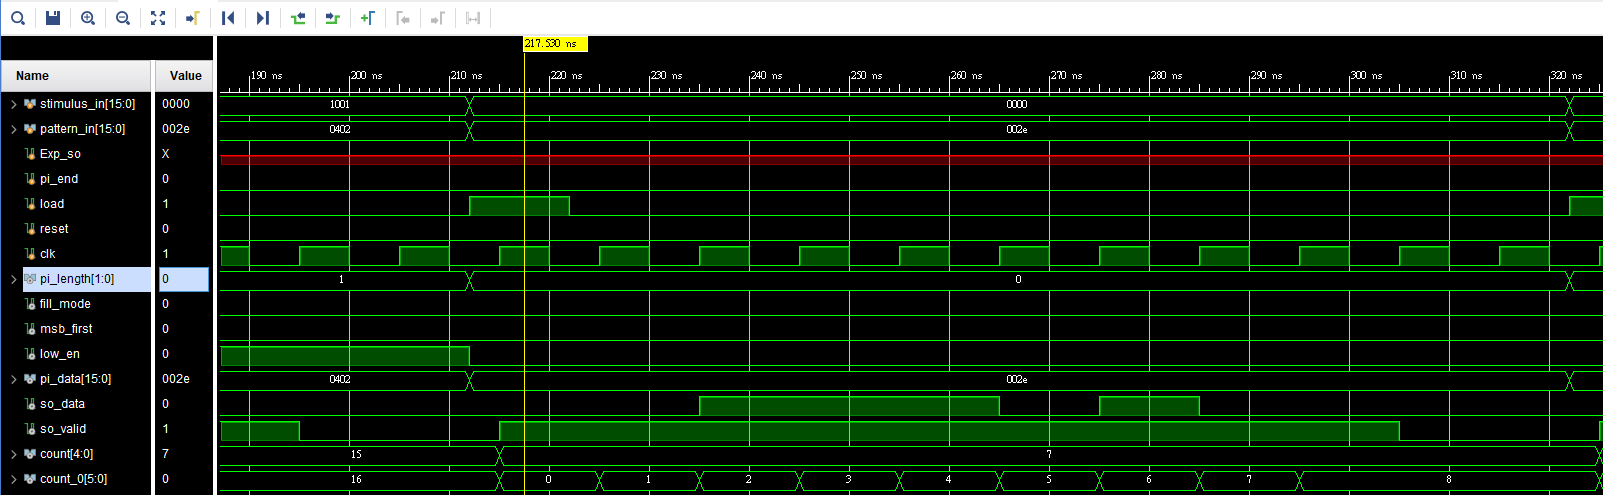 217.530 ns
190 ns 200 ns 210 ns 220 ns 230 ns 240 ns 250 ns 260 ns 270 ns 280 ns 290 ns 300 ns 310 ns 320 ns
Name Value
stimulus_in[15:0] 0000 1001 0000
pattern_in[15:0] 002e 0402 002e
Exp_so X
pi_end 0
load 1
reset 0
clk 1
pi_length[1:0] 0 1 0
fill_mode 0
msb_first 0
low_en 0
pi_data[15:0] 002e 0402 002e
so_data 0
so_valid 1
count[4:0] 7 15 7
count_0[5:0] 0 16 0 1 2 3 4 5 6 7 8